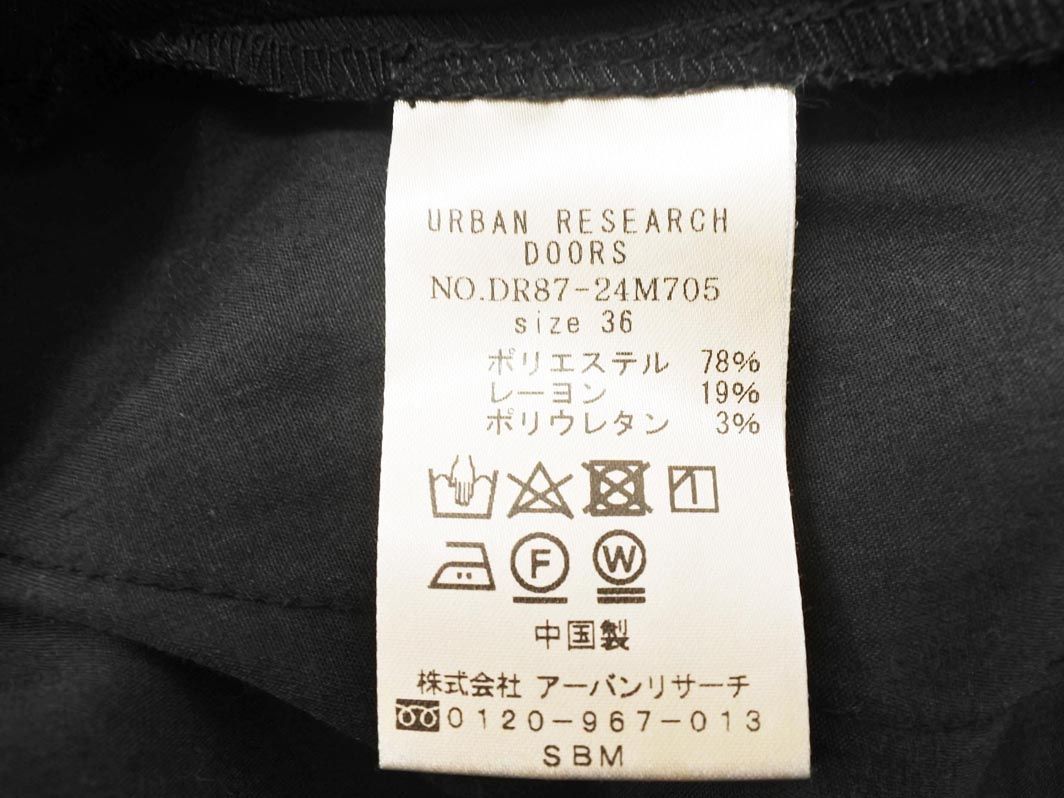 URBAN RESEARCH
DOORS
NO.DR87-24M705
size 36
ポリエステル 78%
レーヨン 19%
ポリウレタン 3%
F W
中国製
株式会社 アーバンリサーチ
0120-967-013
SBM